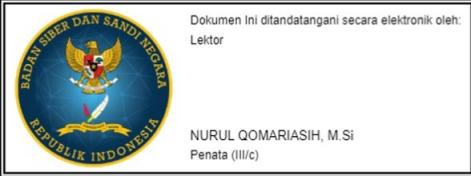 BADAN SIBER DAN SANDI NEGARA
REPUBLIK INDONESIA
Dokumen Ini ditandatangani secara elektronik oleh:
Lektor
NURUL QOMARIASIH, M.Si
Penata (III/c)